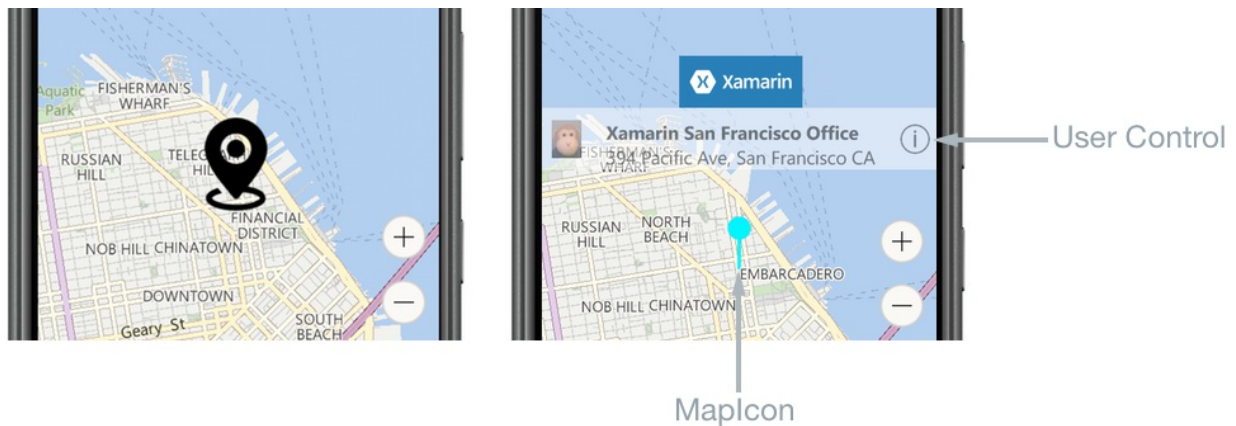 Aquatic
Park
FISHERMAN'S
WHARF
RUSSIAN
HILL
FINANCIAL
DISTRICT
NOB HILL CHINATOWN
DOWNTOWN
Geary St
SOUTH
BEACH
+
−
Xamarin
Xamarin San Francisco Office
394 Pacific Ave, San Francisco CA
i
FISHERMAN'S
WHARF
RUSSIAN
HILL
NORTH
BEACH
EMBARCADERO
NOB HILL CHINATOWN
+
−
User Control
MapIcon